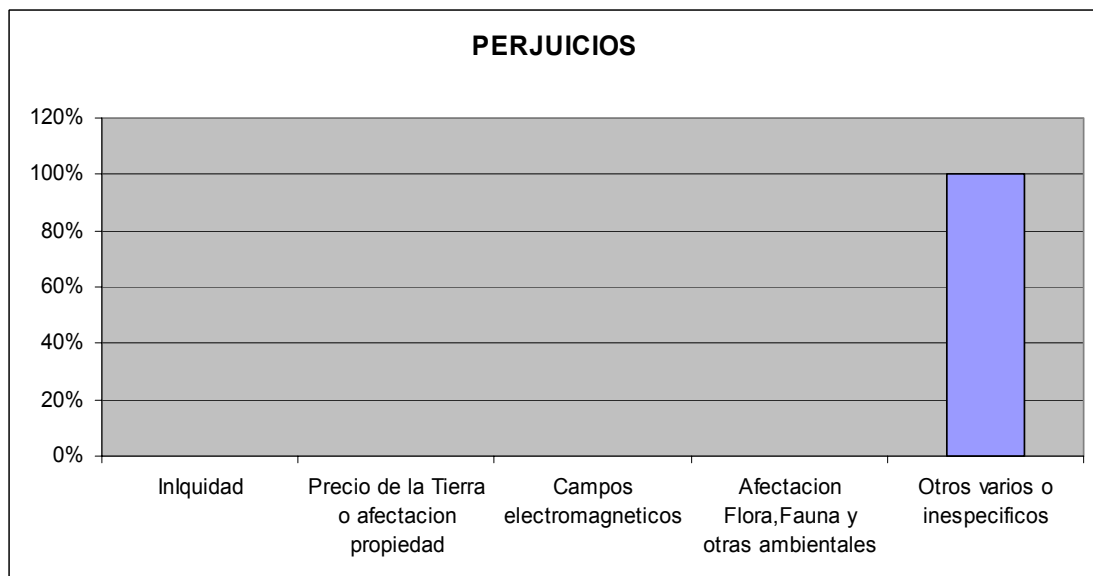 PERJUICIOS
120%
100%
80%
60%
40%
20%
0%
InIquidad
Precio de la Tierra
o afectacion
propiedad
Campos
electromagneticos
Afectacion
Flora,Fauna y
otras ambientales
Otros varios o
inespecificos